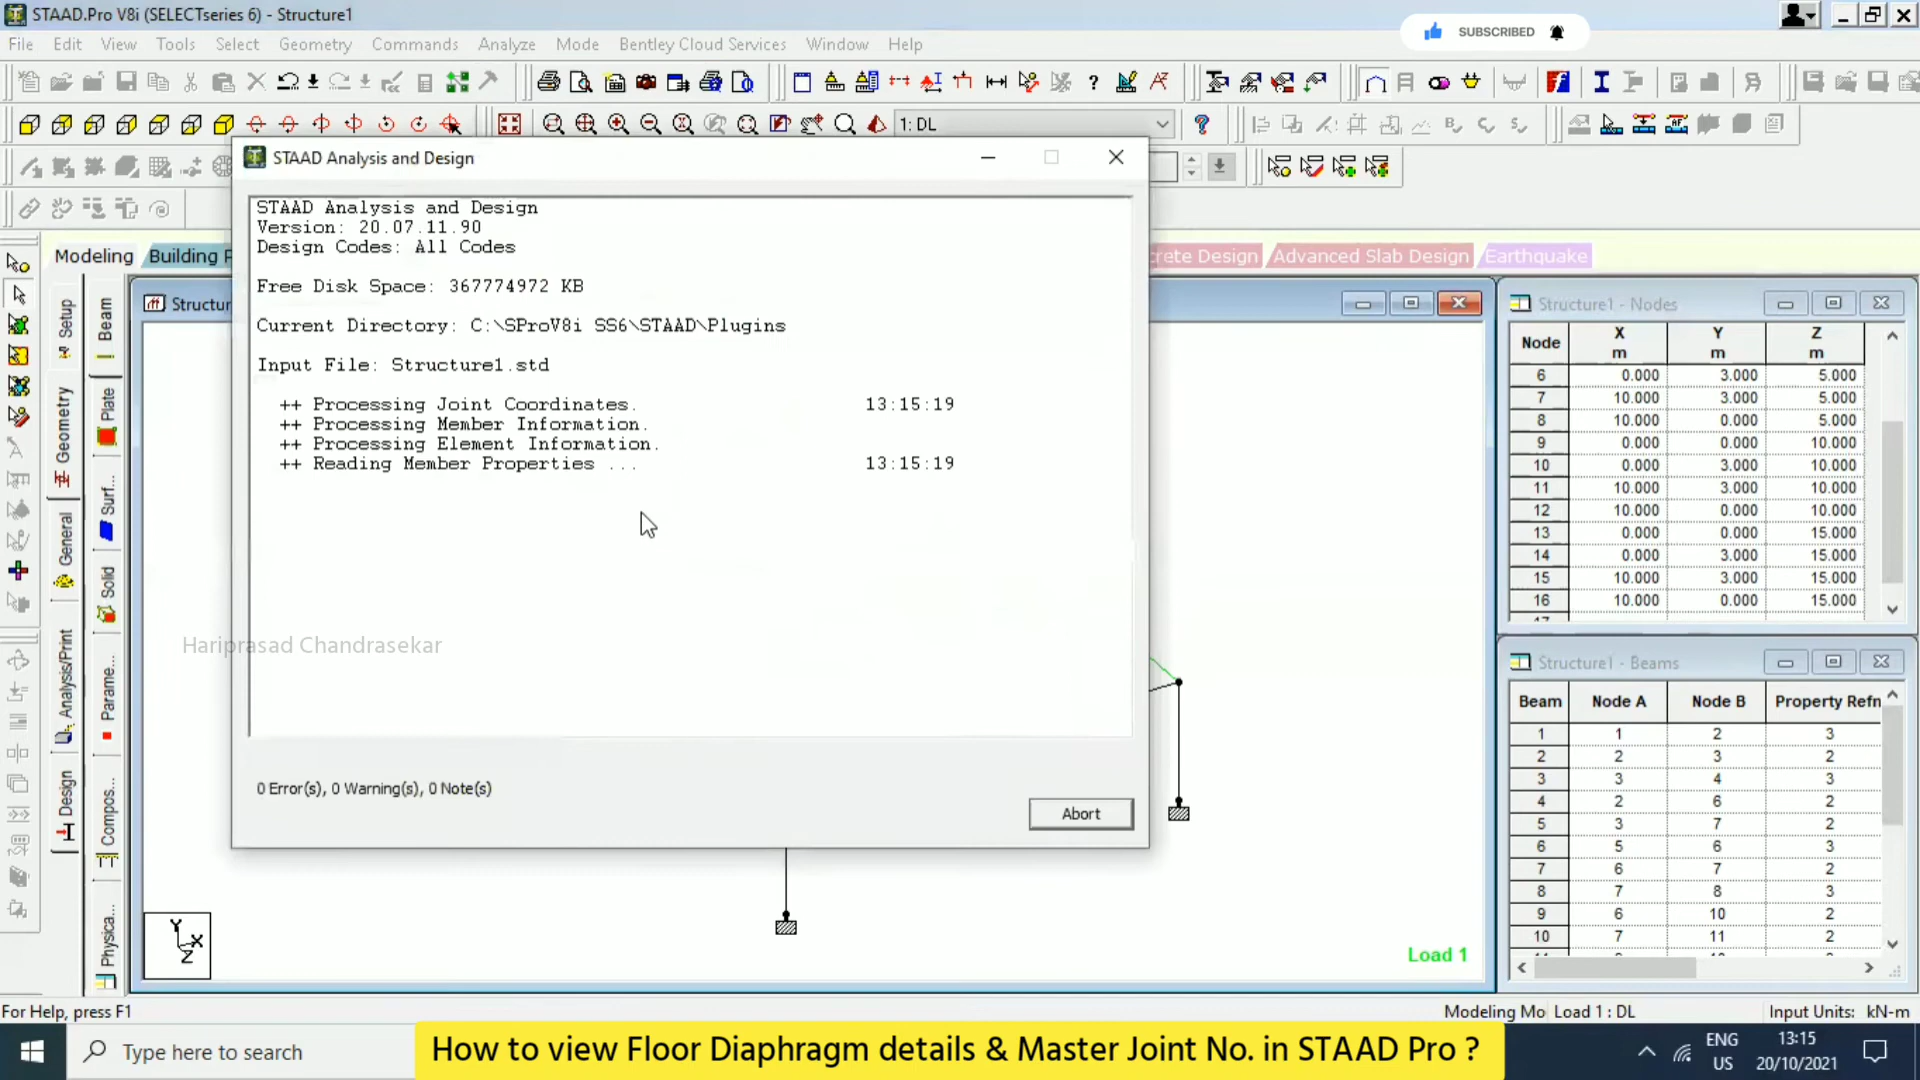 STAAD.Pro V8i (SELECTseries 6) - Structure1
SUBSCRIBED
File Edit View Tools Select Geometry Commands Analyze Mode Bentley Cloud Services Window Help
1: DL
STAAD Analysis and Design
STAAD Analysis and Design
Version: 20.07.11.90
Design Codes: All Codes
Free Disk Space: 367774972 KB
Current Directory: C:\SProV8i SS6\STAAD\Plugins
Input File: Structure1.std
++ Processing Joint Coordinates. 13:15:19
++ Processing Member Information.
++ Processing Element Information.
++ Reading Member Properties ... 13:15:19
0 Error(s), 0 Warning(s), 0 Note(s)
Abort
Modeling
Building P
crete Design
Advanced Slab Design
Earthquake
Structur
Setup
Geometry
General
Analysis/Print
Design
Beam
Plate
Surf...
Solid
Parame...
Compos...
Physica...
Hariprasad Chandrasekar
Y
X
Z
Load 1
Structure1 - Nodes
Node X m Y m Z m
6 0.000 3.000 5.000
7 10.000 3.000 5.000
8 10.000 0.000 5.000
9 0.000 0.000 10.000
10 0.000 3.000 10.000
11 10.000 3.000 10.000
12 10.000 0.000 10.000
13 0.000 0.000 15.000
14 0.000 3.000 15.000
15 10.000 3.000 15.000
16 10.000 0.000 15.000
Structure1 - Beams
Beam Node A Node B Property Refn
1 1 2 3
2 2 3 2
3 3 4 3
4 2 6 2
5 3 7 2
6 5 6 3
7 6 7 2
8 7 8 3
9 6 10 2
10 7 11 2
For Help, press F1
Modeling Mo Load 1 : DL Input Units: kN-m
Type here to search
How to view Floor Diaphragm details & Master Joint No. in STAAD Pro ?
ENG
US
13:15
20/10/2021